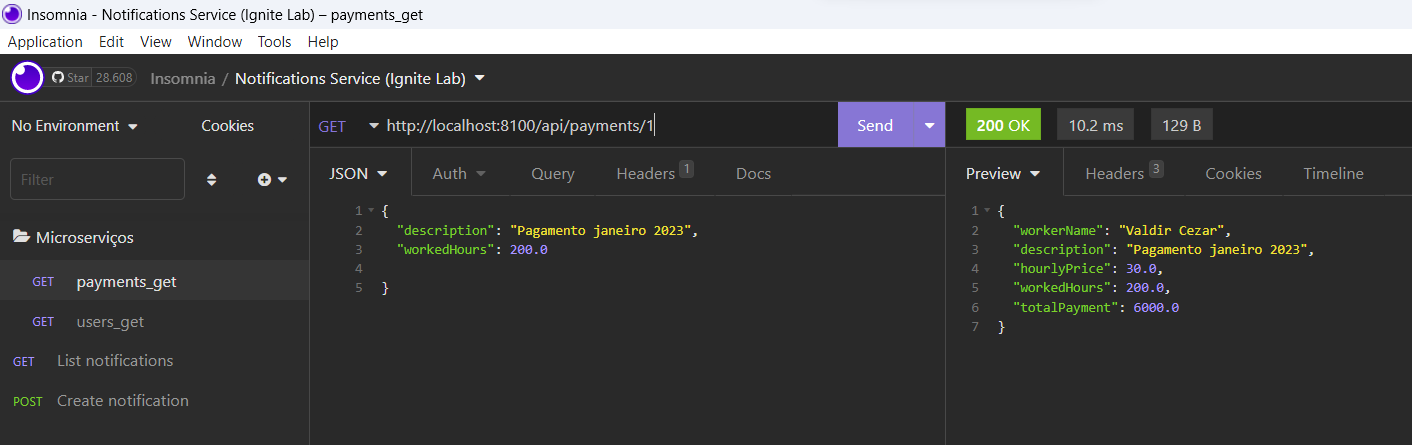 Insomnia - Notifications Service (Ignite Lab) – payments_get
Application Edit View Window Tools Help
Star 28.608 Insomnia / Notifications Service (Ignite Lab)
No Environment Cookies
GET http://localhost:8100/api/payments/1 Send
200 OK 10.2 ms 129 B
Filter
JSON Auth Query Headers 1 Docs
Preview Headers 3 Cookies Timeline
Microserviços
GET payments_get
GET users_get
GET List notifications
POST Create notification
1 {
2 "description": "Pagamento janeiro 2023",
3 "workedHours": 200.0
4
5 }
1 {
2 "workerName": "Valdir Cezar",
3 "description": "Pagamento janeiro 2023",
4 "hourlyPrice": 30.0,
5 "workedHours": 200.0,
6 "totalPayment": 6000.0
7 }